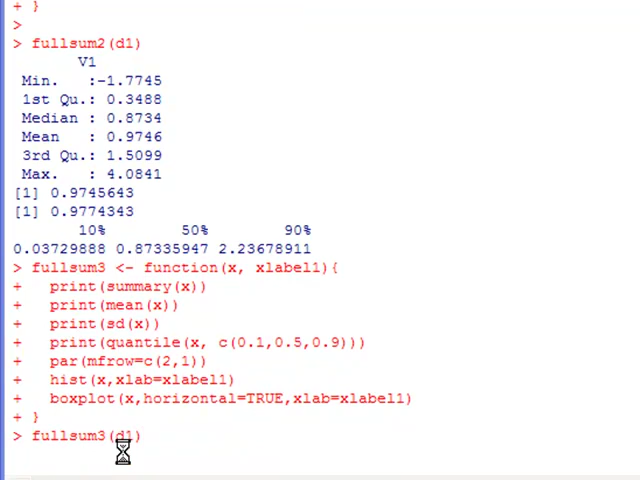 + }
>
> fullsum2(d1)
V1
Min. :-1.7745
1st Qu.: 0.3488
Median : 0.8734
Mean : 0.9746
3rd Qu.: 1.5099
Max. : 4.0841
[1] 0.9745643
[1] 0.9774343
10% 50% 90%
0.03729888 0.87335947 2.23678911
> fullsum3 <- function(x, xlabel1){
+ print(summary(x))
+ print(mean(x))
+ print(sd(x))
+ print(quantile(x, c(0.1,0.5,0.9)))
+ par(mfrow=c(2,1))
+ hist(x,xlab=xlabel1)
+ boxplot(x,horizontal=TRUE,xlab=xlabel1)
+ }
> fullsum3(d1)